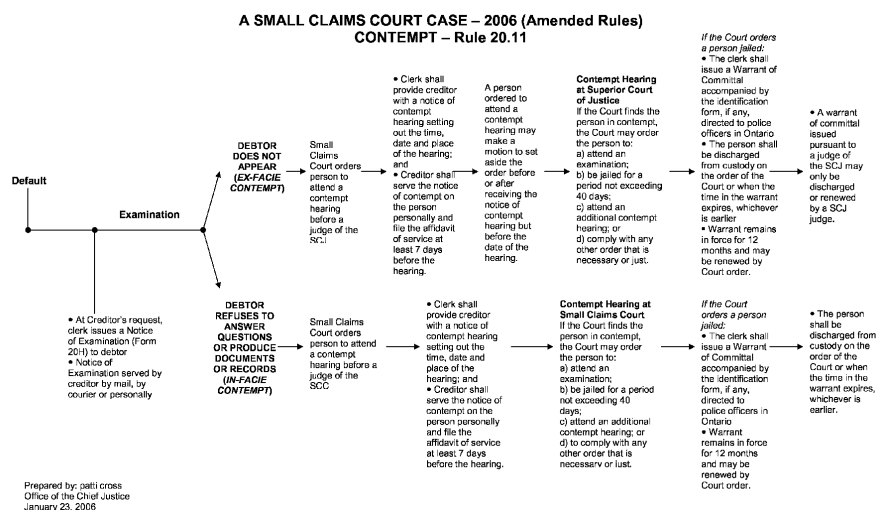 A SMALL CLAIMS COURT CASE – 2006 (Amended Rules)
CONTEMPT – Rule 20.11
Default
Examination
• At Creditor's request,
clerk issues a Notice
of Examination (Form
20H) to debtor
• Notice of
Examination served by
creditor by mail, by
courier or personally
DEBTOR
DOES NOT
APPEAR
(EX-FACIE
CONTEMPT)
Small
Claims
Court orders
person to
attend a
contempt
hearing
before a
judge of the
SCJ
• Clerk shall
provide creditor
with a notice of
contempt
hearing setting
out the time,
date and place
of the hearing;
and
• Creditor shall
serve the notice
of contempt on
the person
personally and
file the affidavit
of service at
least 7 days
before the
hearing.
A person
ordered to
attend a
contempt
hearing may
make a
motion to set
aside the
order before
or after
receiving the
notice of
contempt
hearing but
before the
date of the
hearing.
Contempt Hearing
at Superior Court
of Justice
If the Court finds the
person in contempt,
the Court may order
the person to:
a) attend an
examination;
b) be jailed for a
period not exceeding
40 days;
c) attend an
additional contempt
hearing; or
d) to comply with any
other order that is
necessary or just.
If the Court orders
a person jailed:
• The clerk shall
issue a Warrant of
Committal
accompanied by
the identification
form, if any,
directed to police
officers in Ontario
• The person shall
be discharged
from custody on
the order of the
Court or when the
time in the warrant
expires, whichever
is earlier
• Warrant remains
in force for 12
months and may
be renewed by
Court order.
• A warrant
of committal
issued
pursuant to
a judge of
the SCJ may
only be
discharged
or renewed
by a SCJ
judge.
DEBTOR
REFUSES TO
ANSWER
QUESTIONS
OR PRODUCE
DOCUMENTS
OR RECORDS
(IN-FACIE
CONTEMPT)
Small Claims
Court orders
person to attend
a contempt
hearing before a
judge of the
SCC
• Clerk shall
provide creditor
with a notice of
contempt hearing
setting out the
time, date and
place of the
hearing; and
• Creditor shall
serve the notice of
contempt on the
person personally
and file the
affidavit of service
at least 7 days
before the hearing.
Contempt Hearing at
Small Claims Court
If the Court finds the
person in contempt,
the Court may order
the person to:
a) attend an
examination;
b) be jailed for a period
not exceeding 40
days;
c) attend an additional
contempt hearing; or
d) to comply with any
other order that is
necessary or just.
If the Court
orders a person
jailed:
• The clerk shall
issue a Warrant
of Committal
accompanied by
the identification
form, if any,
directed to
police officers in
Ontario
• Warrant
remains in force
for 12 months
and may be
renewed by
Court order.
• The person
shall be
discharged from
custody on the
order of the
Court or when
the time in the
warrant expires,
whichever is
earlier.
Prepared by: patti cross
Office of the Chief Justice
January 23, 2006